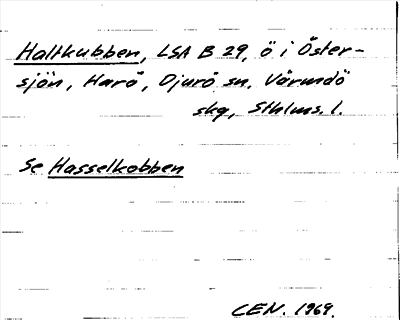 Haltkubben, LSA B 29, ö i Öster-
sjön, Harö, Djurö sn. Värmdö
skg, Sthlms. l.
Se Hasselkobben
CEN. 1969.